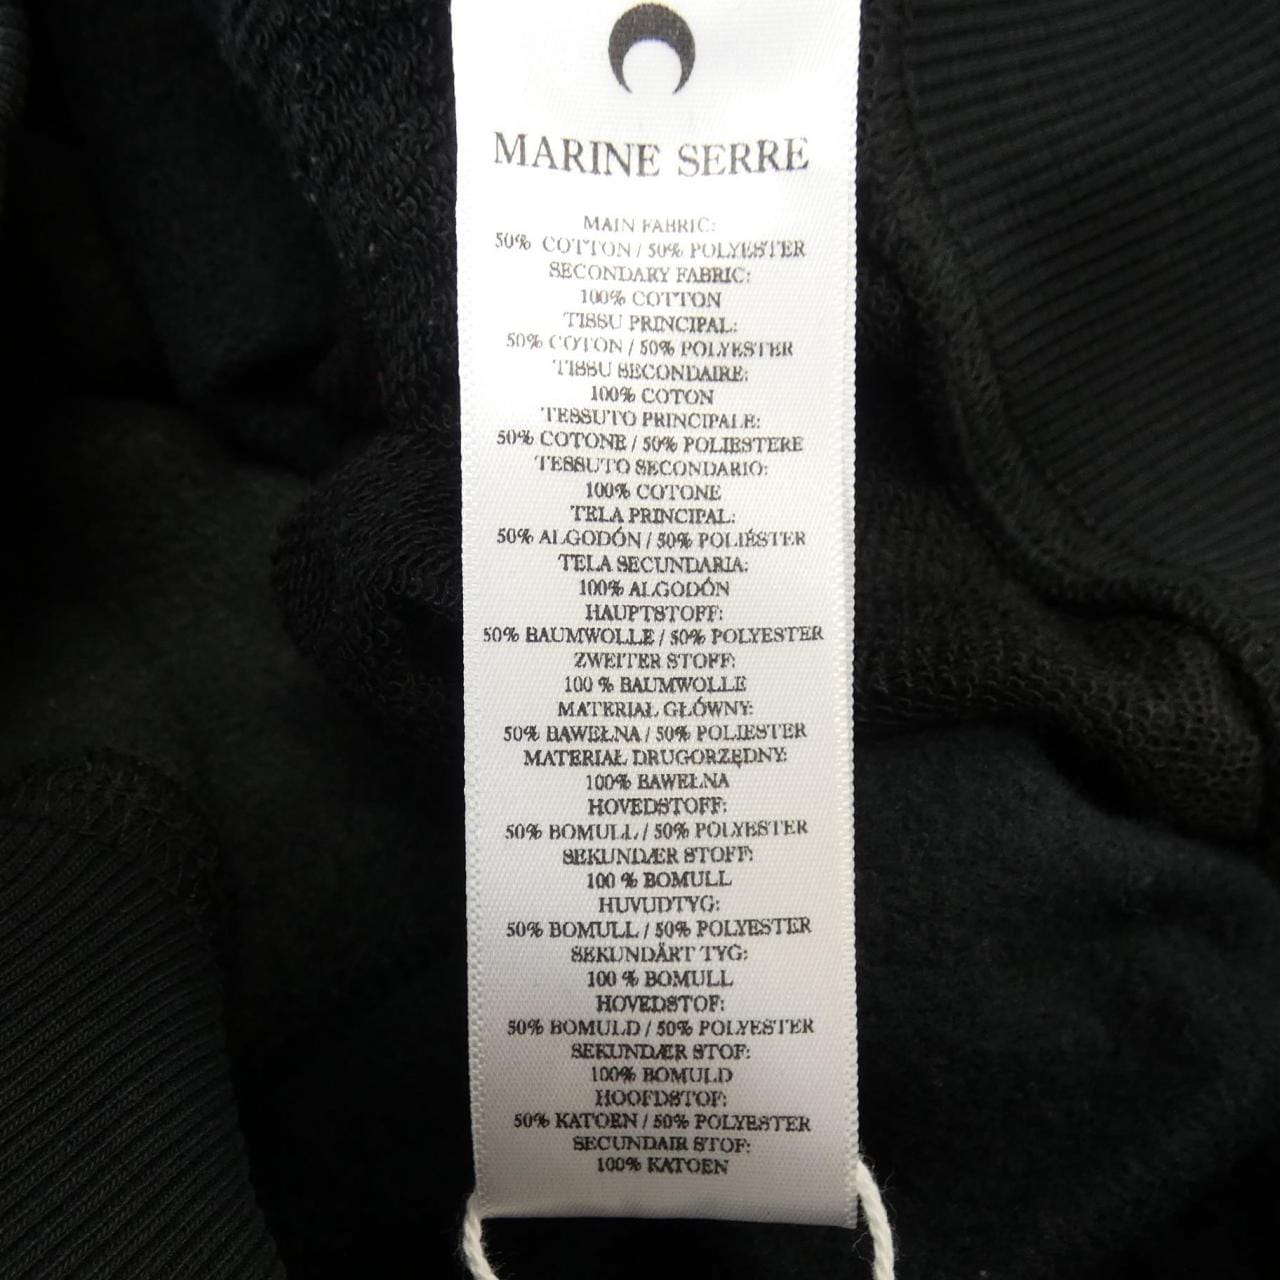 MARINE SERRE
MAIN FABRIC:
50% COTTON / 50% POLYESTER
SECONDARY FABRIC:
100% COTTON
TISSU PRINCIPAL:
50% COTON / 50% POLYESTER
TISSU SECONDAIRE:
100% COTON
TESSUTO PRINCIPALE:
50% COTONE / 50% POLIESTERE
TESSUTO SECONDARIO:
100% COTONE
TELA PRINCIPAL:
50% ALGODÓN / 50% POLIÉSTER
TELA SECUNDARIA:
100% ALGODÓN
HAUPTSTOFF:
50% BAUMWOLLE / 50% POLYESTER
ZWEITER STOFF:
100 % BAUMWOLLE
MATERIAŁ GŁÓWNY:
50% BAWEŁNA / 50% POLIESTER
MATERIAŁ DRUGORZĘDNY:
100% BAWEŁNA
HOVEDSTOFF:
50% BOMULL / 50% POLYESTER
SEKUNDÆR STOFF:
100 % BOMULL
HUVUDTYG:
50% BOMULL / 50% POLYESTER
SEKUNDÄRT TYG:
100 % BOMULL
HOVEDSTOF:
50% BOMULD / 50% POLYESTER
SEKUNDÆR STOF:
100% BOMULD
HOOFDSTOF:
50% KATOEN / 50% POLYESTER
SECUNDAIR STOF:
100% KATOEN